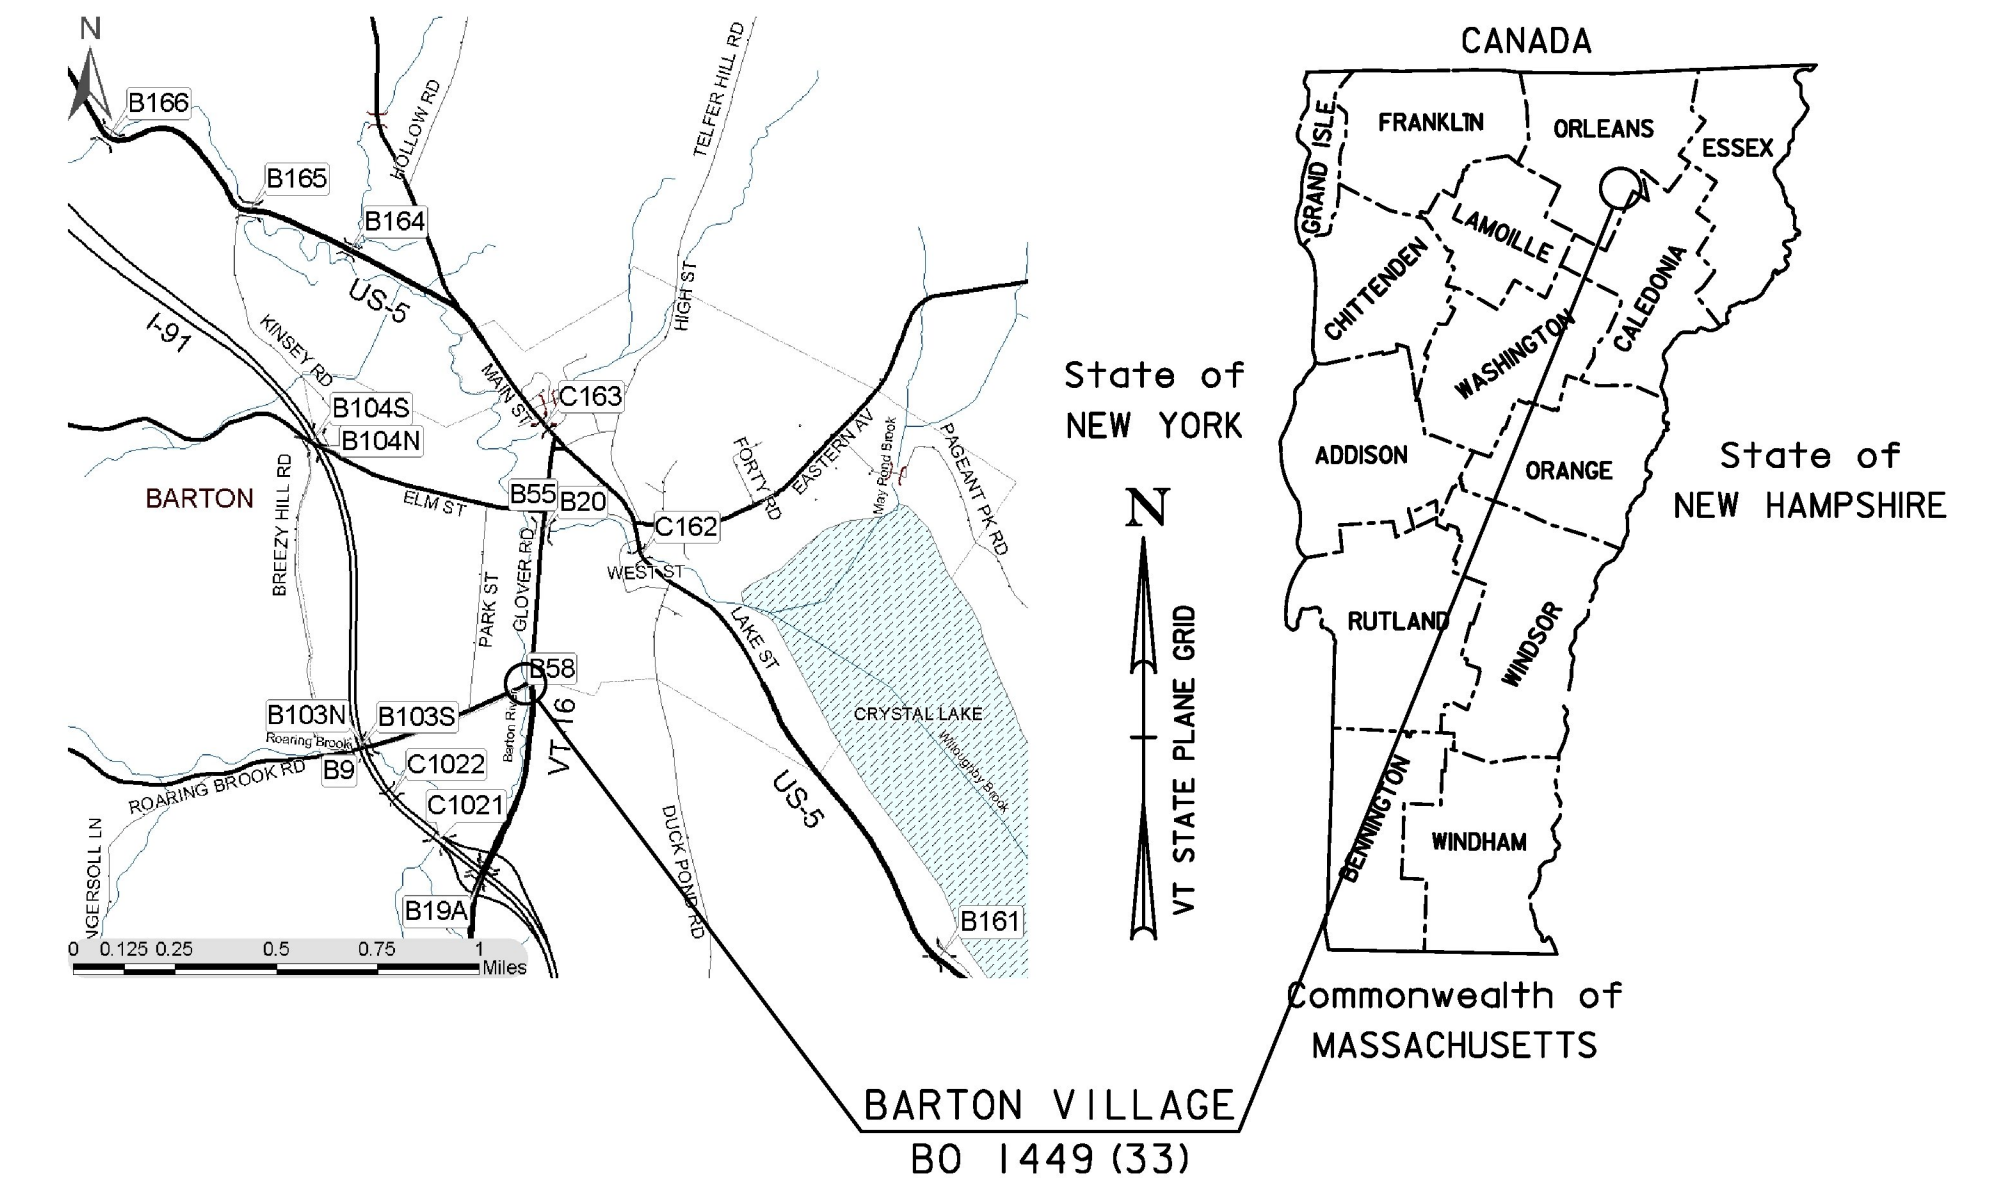 N
B166
HOLLOW RD
TELFER HILL RD
B165
B164
US-5
HIGH ST
I-91
KINSEY RD
MAIN ST
C163
B104S
B104N
BARTON
BREEZY HILL RD
ELM ST
B55
B20
FORTY RD
EASTERN AV
May Pond Brook
PAGEANT PK RD
C162
WEST ST
PARK ST
GLOVER RD
LAKE ST
B58
B103N
B103S
Roaring Brook
B9
ROARING BROOK RD
Barton River
VT 16
C1022
C1021
CRYSTAL LAKE
Willoughby Brook
US-5
DUCK POND RD
NGERSOLL LN
B19A
B161
0 0.125 0.25 0.5 0.75 1
Miles
CANADA
GRAND ISLE
FRANKLIN
ORLEANS
ESSEX
LAMOILLE
CHITTENDEN
CALEDONIA
WASHINGTON
State of
NEW YORK
ADDISON
ORANGE
State of
NEW HAMPSHIRE
N
VT STATE PLANE GRID
RUTLAND
WINDSOR
BENNINGTON
WINDHAM
Commonwealth of
MASSACHUSETTS
BARTON VILLAGE
BO 1449 (33)